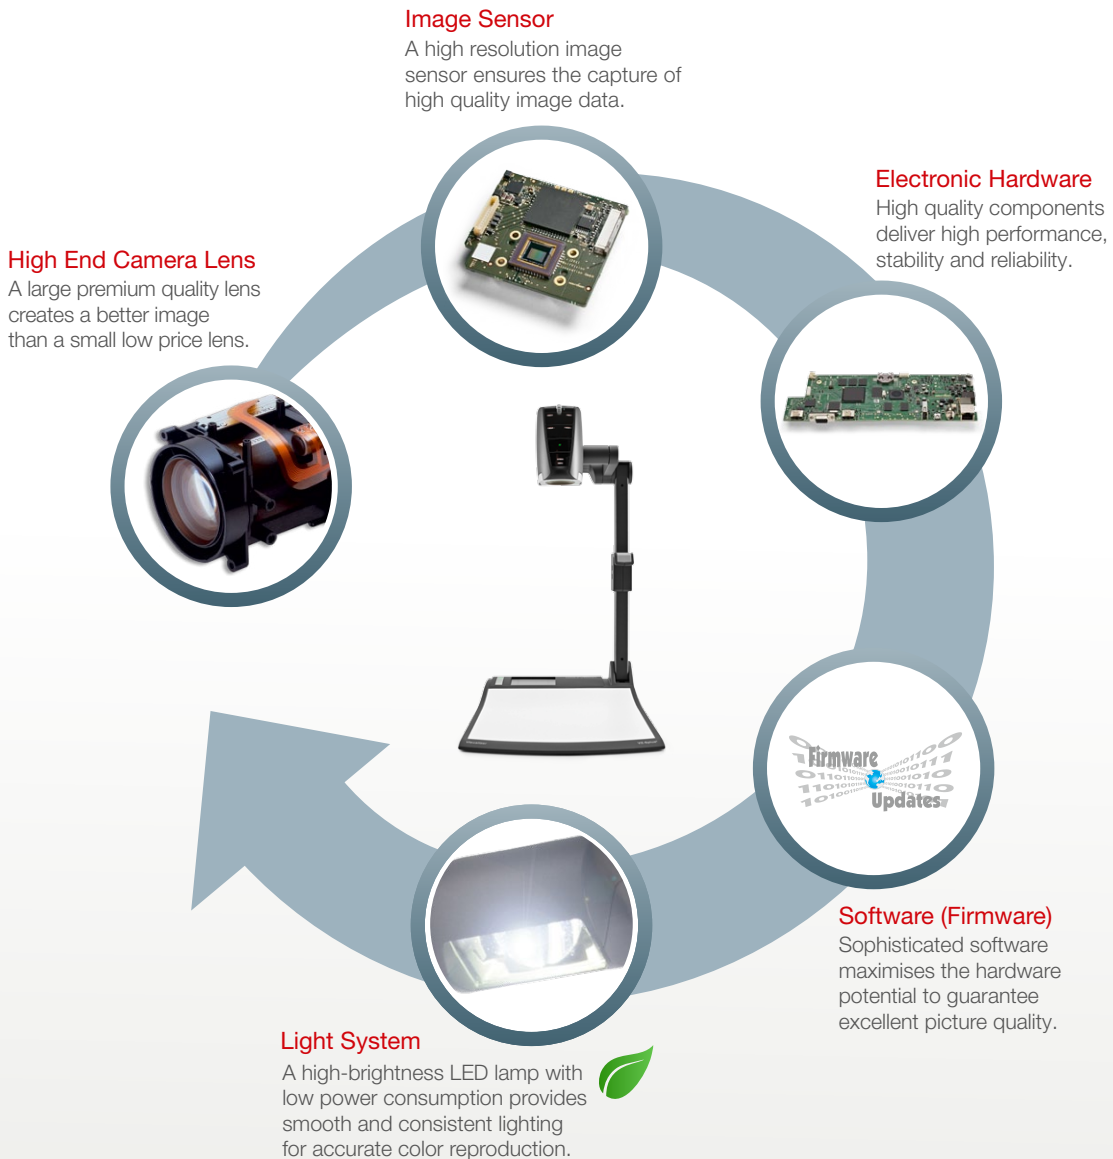 Image Sensor
A high resolution image
sensor ensures the capture of
high quality image data.
Electronic Hardware
High quality components
deliver high performance,
stability and reliability.
High End Camera Lens
A large premium quality lens
creates a better image
than a small low price lens.
Firmware
Updates
Software (Firmware)
Sophisticated software
maximises the hardware
potential to guarantee
excellent picture quality.
Light System
A high-brightness LED lamp with
low power consumption provides
smooth and consistent lighting
for accurate color reproduction.